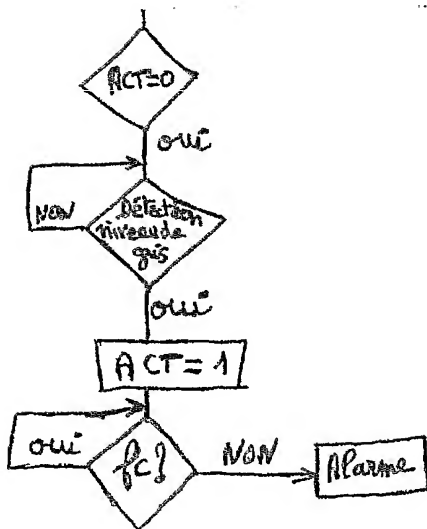 ACT=0
oui
NON
Détection
niveau de
gris
oui
ACT = 1
oui
fc?
NON
Alarme